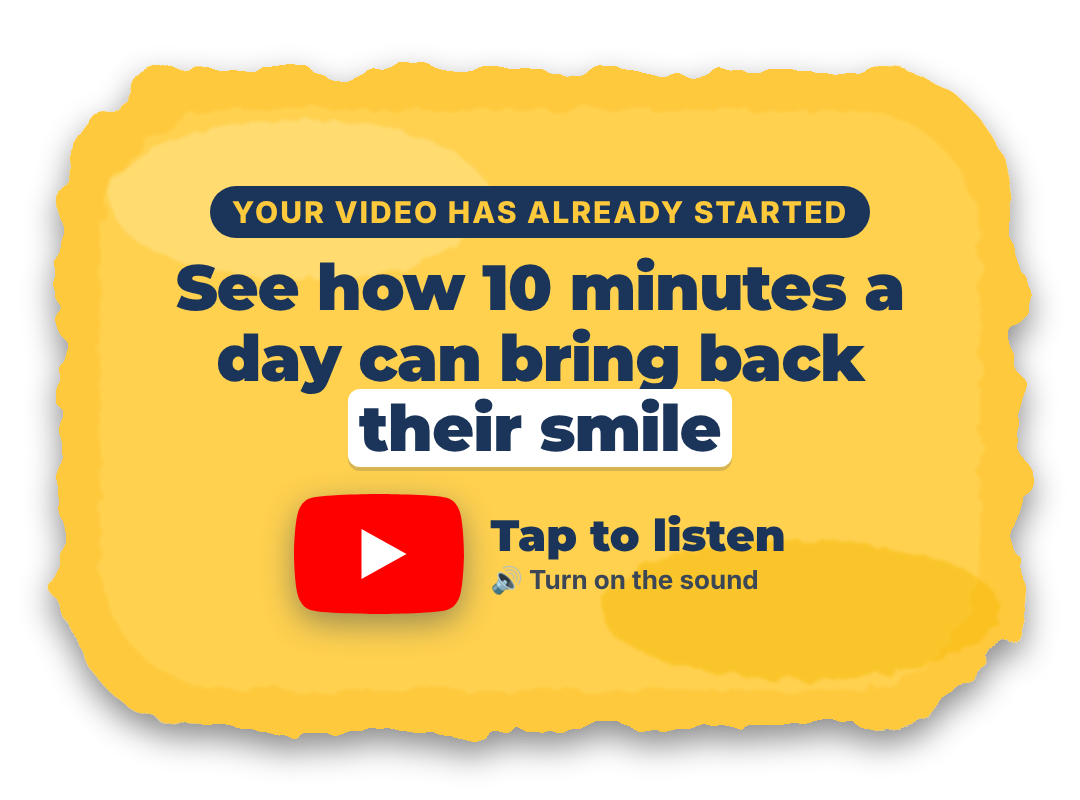 YOUR VIDEO HAS ALREADY STARTED
See how 10 minutes a
day can bring back
their smile
Tap to listen
🔊 Turn on the sound